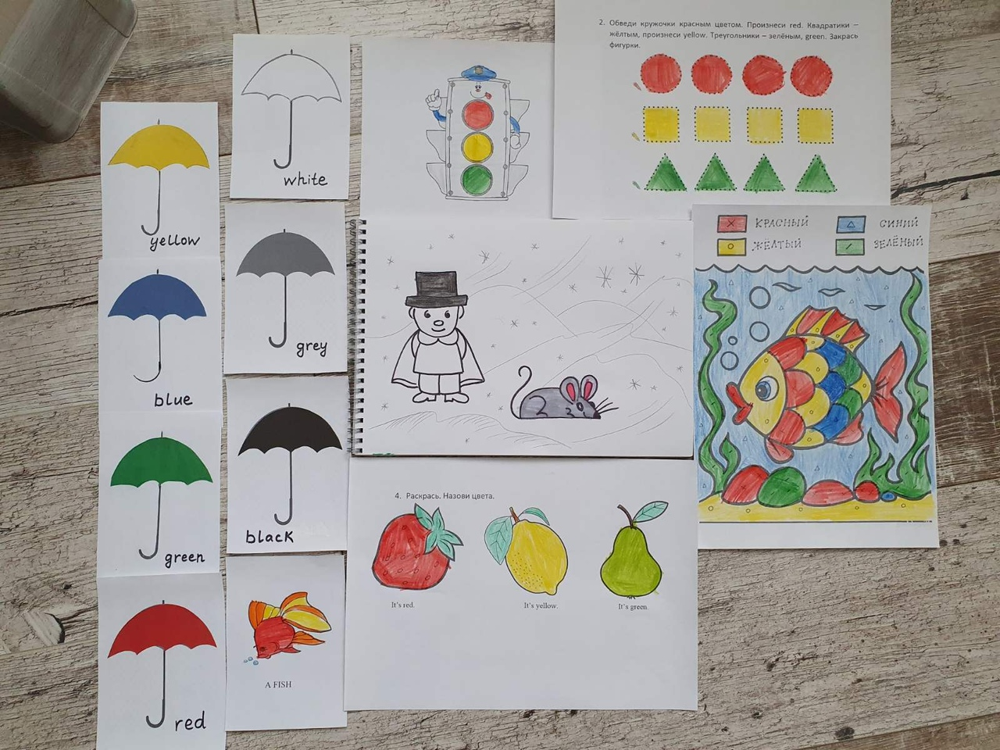 yellow
blue
green
red
white
grey
black
A FISH
2. Обведи кружочки красным цветом. Произнеси red. Квадратики –
жёлтым, произнеси yellow. Треугольники – зелёным, green. Закрась
фигурки.
КРАСНЫЙ
СИНИЙ
ЖЁЛТЫЙ
ЗЕЛЁНЫЙ
4. Раскрась. Назови цвета.
It's red.
It's yellow.
It's green.